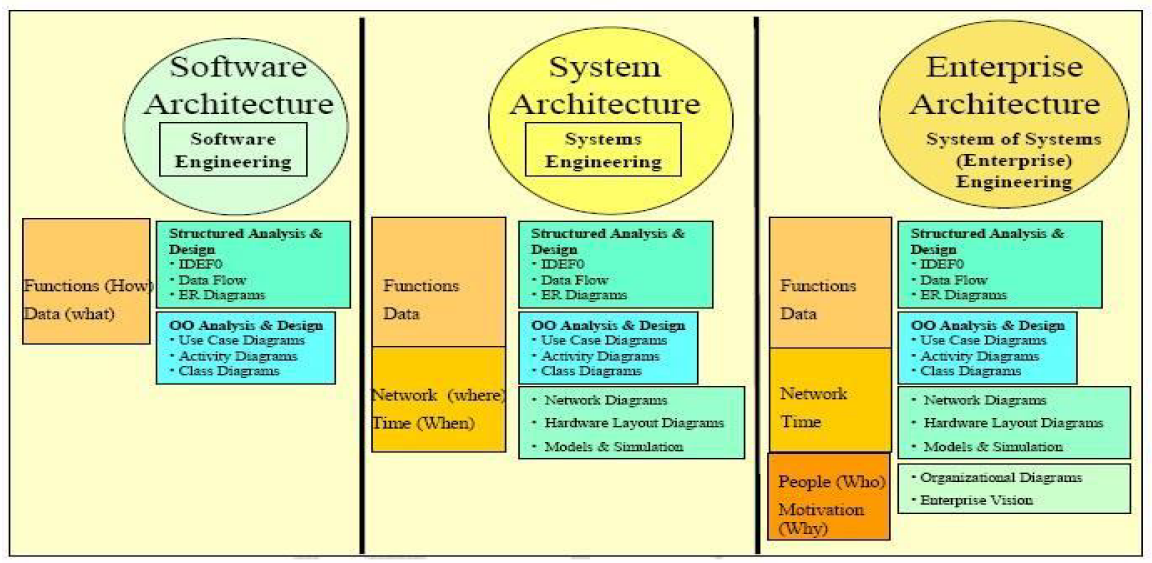 Software
Architecture
Software
Engineering
Functions (How)
Data (what)
Structured Analysis &
Design
• IDEF0
• Data Flow
• ER Diagrams
OO Analysis & Design
• Use Case Diagrams
• Activity Diagrams
• Class Diagrams
System
Architecture
Systems
Engineering
Functions
Data
Network (where)
Time (When)
Structured Analysis &
Design
• IDEF0
• Data Flow
• ER Diagrams
OO Analysis & Design
• Use Case Diagrams
• Activity Diagrams
• Class Diagrams
• Network Diagrams
• Hardware Layout Diagrams
• Models & Simulation
Enterprise
Architecture
System of Systems
(Enterprise)
Engineering
Functions
Data
Network
Time
People (Who)
Motivation
(Why)
Structured Analysis &
Design
• IDEF0
• Data Flow
• ER Diagrams
OO Analysis & Design
• Use Case Diagrams
• Activity Diagrams
• Class Diagrams
• Network Diagrams
• Hardware Layout Diagrams
• Models & Simulation
• Organizational Diagrams
• Enterprise Vision